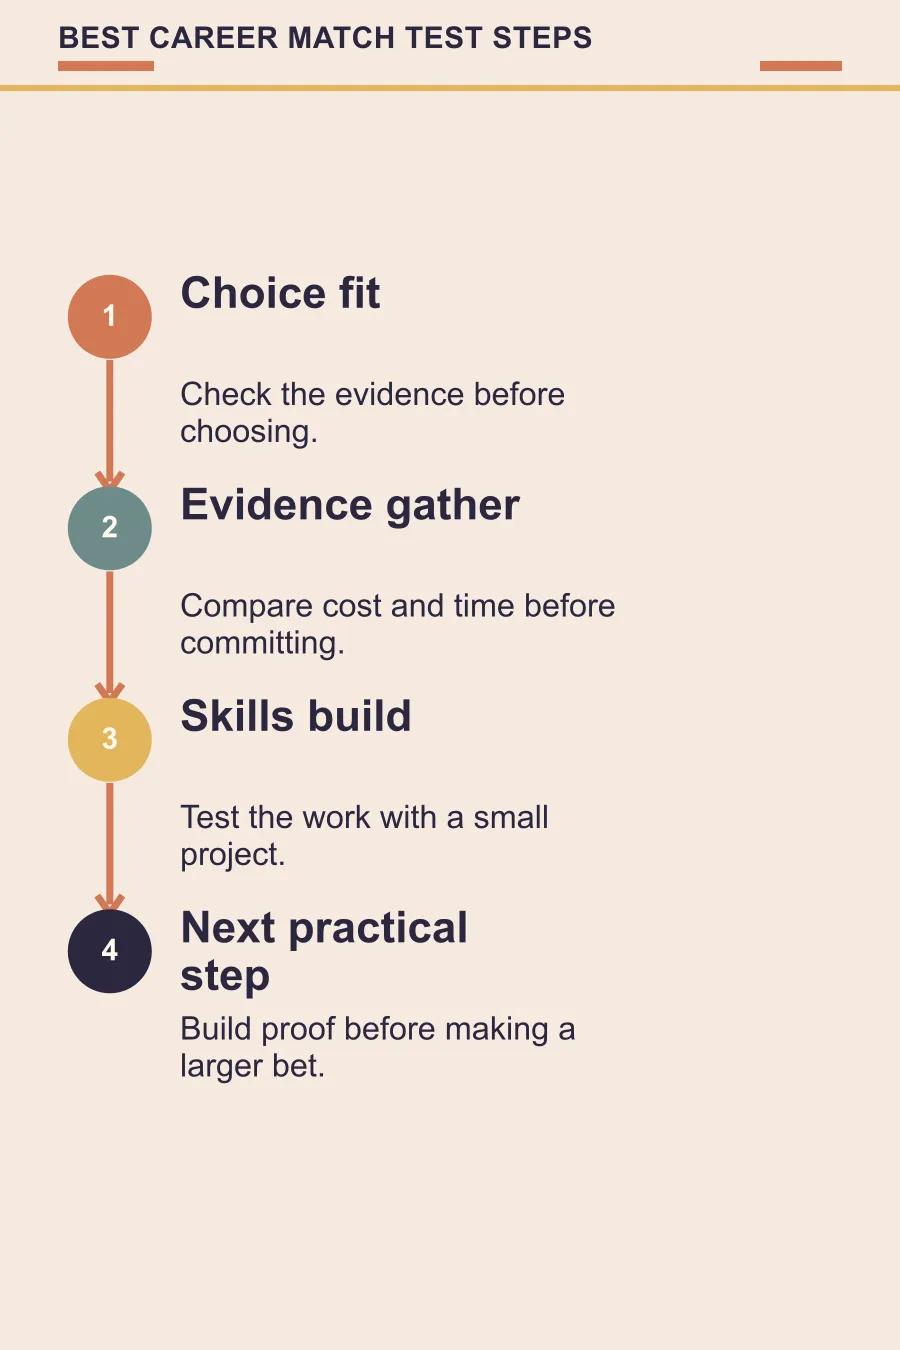 BEST CAREER MATCH TEST STEPS
1
Choice fit
Check the evidence before
choosing.
2
Evidence gather
Compare cost and time before
committing.
3
Skills build
Test the work with a small
project.
4
Next practical
step
Build proof before making a
larger bet.